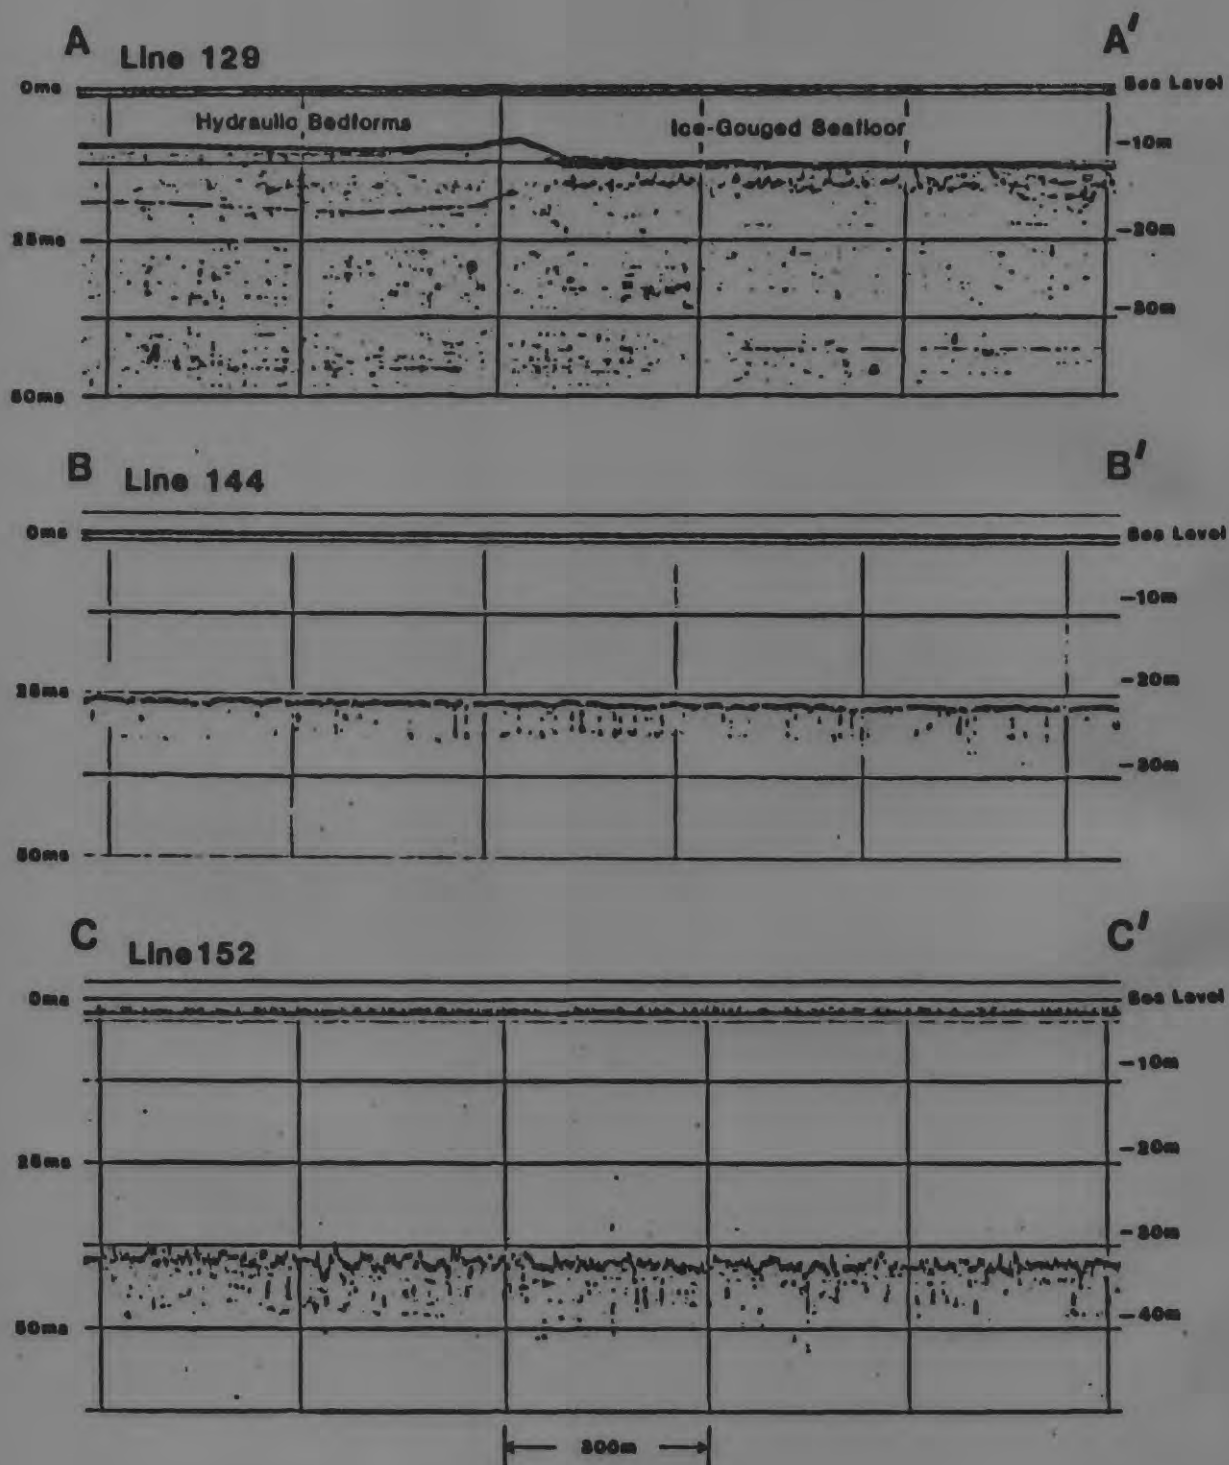 A Line 129 A'
0ms Sea Level
Hydraulic Bedforms Ice-Gouged Seafloor
-10m
25ms
-20m
-30m
50ms
B Line 144 B'
0ms Sea Level
-10m
25ms
-20m
-30m
50ms
C Line 152 C'
0ms Sea Level
-10m
25ms
-20m
-30m
50ms
-40m
300m